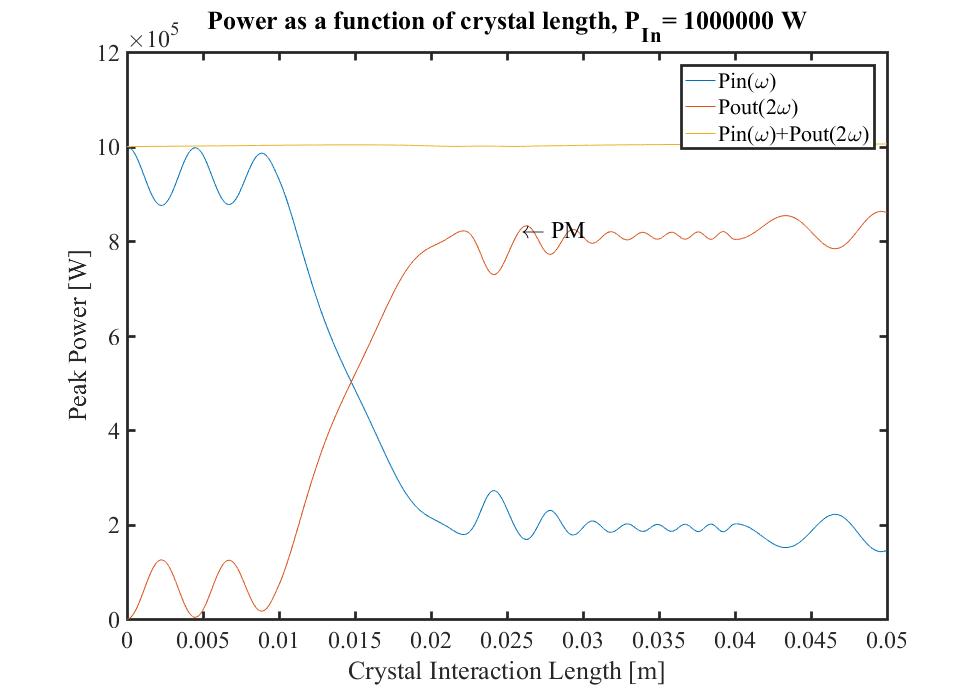 Power as a function of crystal length, P_In= 1000000 W
×10^5
12
10
8
6
4
2
0
Peak Power [W]
Pin(ω)
Pout(2ω)
Pin(ω)+Pout(2ω)
← PM
0 0.005 0.01 0.015 0.02 0.025 0.03 0.035 0.04 0.045 0.05
Crystal Interaction Length [m]